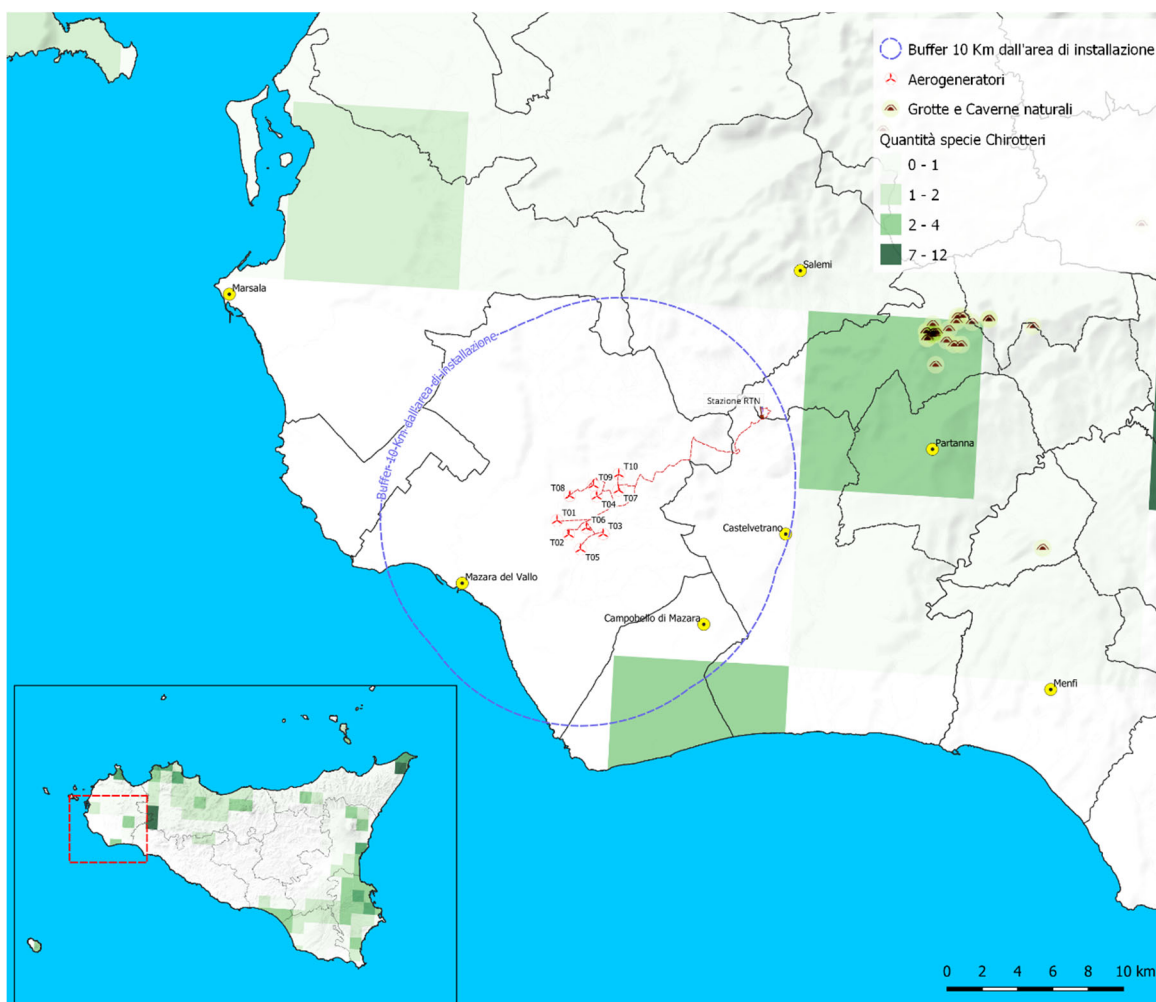 Buffer 10 Km dall'area di installazione
Aerogeneratori
Grotte e Caverne naturali
Quantità specie Chirotteri
0 - 1
1 - 2
2 - 4
7 - 12
Salemi
Marsala
Buffer 10 Km dall'area di installazione
Stazione RTN
Partanna
T10
T09
T08
T04
T07
T01
T06
T03
T02
T05
Castelvetrano
Mazara del Vallo
Campobello di Mazara
Menfi
0 2 4 6 8 10 km